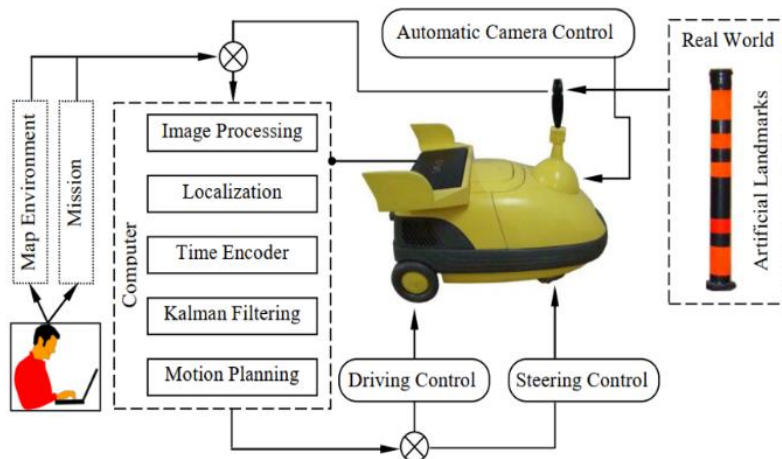 Automatic Camera Control
Real World
Artificial Landmarks
Map Environment
Mission
Computer
Image Processing
Localization
Time Encoder
Kalman Filtering
Motion Planning
Driving Control
Steering Control